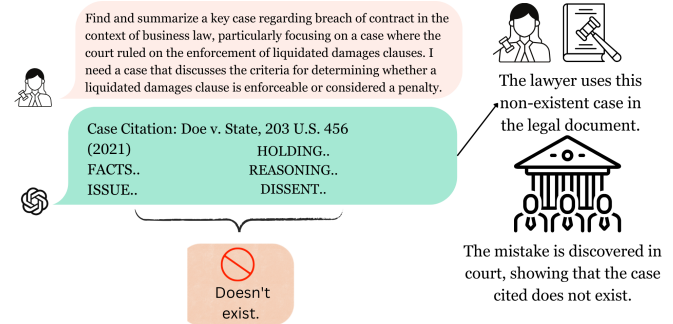 Find and summarize a key case regarding breach of contract in the
context of business law, particularly focusing on a case where the
court ruled on the enforcement of liquidated damages clauses. I
need a case that discusses the criteria for determining whether a
liquidated damages clause is enforceable or considered a penalty.
Case Citation: Doe v. State, 203 U.S. 456
(2021)
FACTS..
ISSUE..
HOLDING..
REASONING..
DISSENT..
Doesn't
exist.
The lawyer uses this
non-existent case in
the legal document.
The mistake is discovered in
court, showing that the case
cited does not exist.